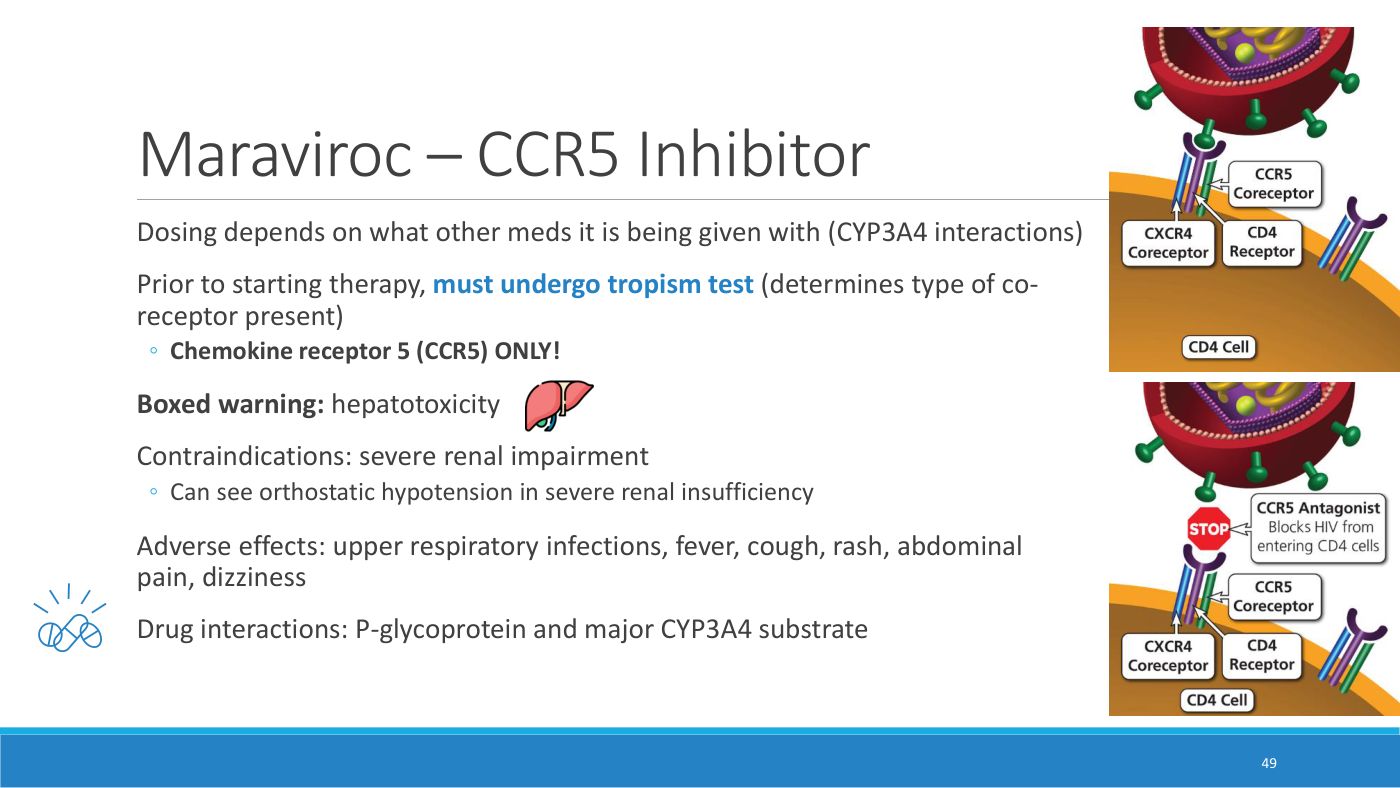 Maraviroc – CCR5 Inhibitor
Dosing depends on what other meds it is being given with (CYP3A4 interactions)
Prior to starting therapy, must undergo tropism test (determines type of co-
receptor present)
◦ Chemokine receptor 5 (CCR5) ONLY!
Boxed warning: hepatotoxicity
Contraindications: severe renal impairment
◦ Can see orthostatic hypotension in severe renal insufficiency
Adverse effects: upper respiratory infections, fever, cough, rash, abdominal
pain, dizziness
Drug interactions: P-glycoprotein and major CYP3A4 substrate
CCR5
Coreceptor
CXCR4
Coreceptor
CD4
Receptor
CD4 Cell
STOP
CCR5 Antagonist
Blocks HIV from
entering CD4 cells
CCR5
Coreceptor
CXCR4
Coreceptor
CD4
Receptor
CD4 Cell
49